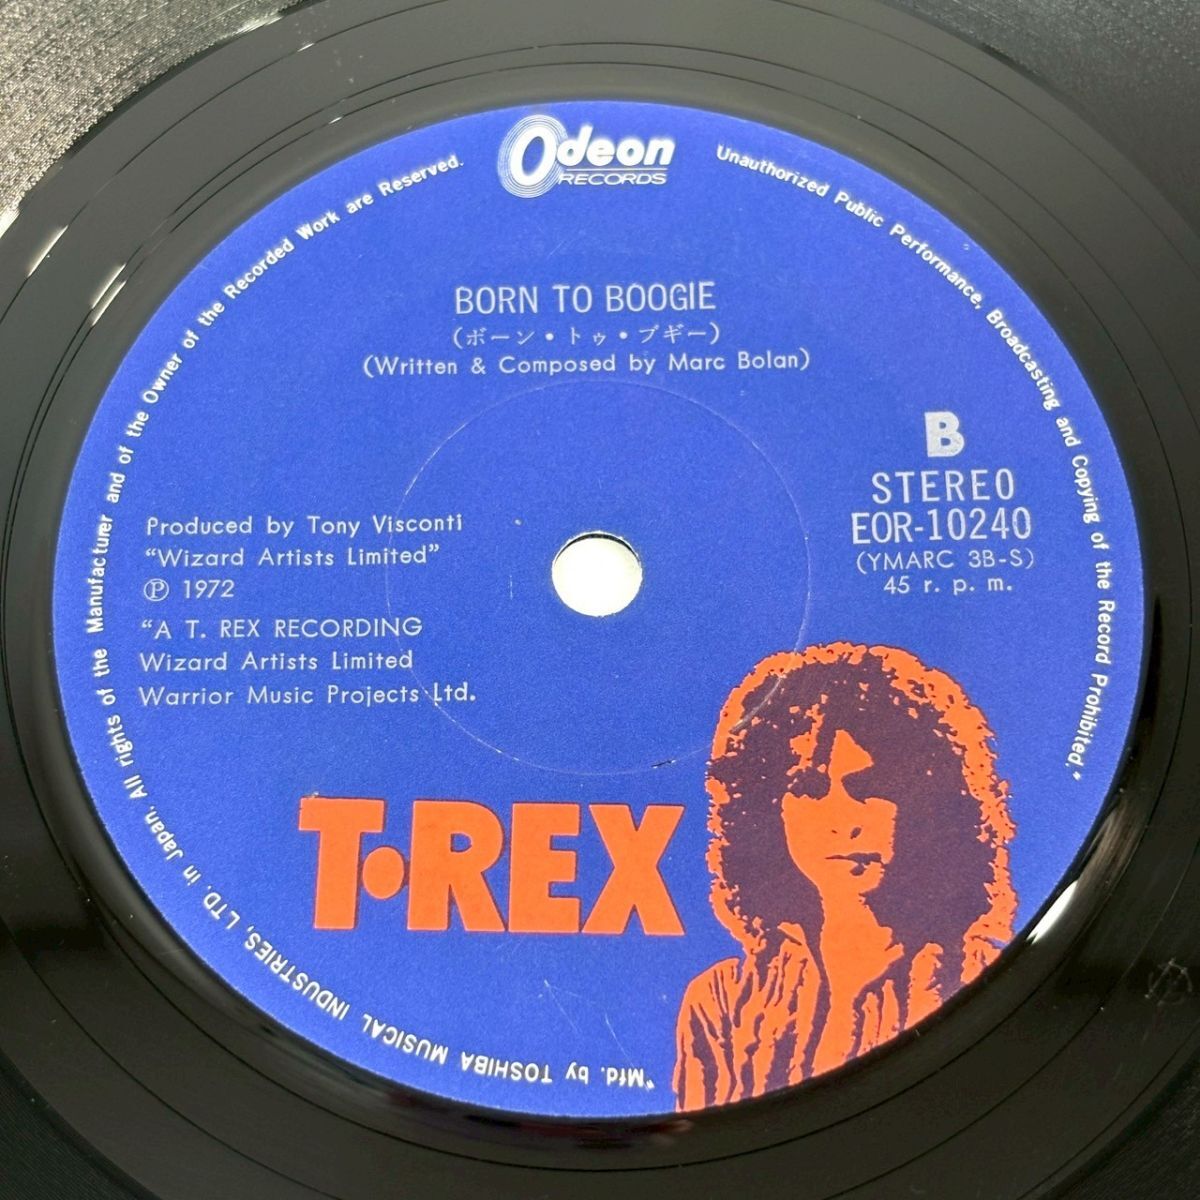 Odeon
RECORDS
BORN TO BOOGIE
(ボーン・トゥ・ブギー)
(Written & Composed by Marc Bolan)
B
STEREO
EOR-10240
(YMARC 3B-S)
45 r. p. m.
Produced by Tony Visconti
“Wizard Artists Limited”
Ⓟ 1972
“A T. REX RECORDING
Wizard Artists Limited
Warrior Music Projects Ltd.
T•REX
"Mfd. by TOSHIBA MUSICAL INDUSTRIES, LTD. in Japan. All rights of the Manufacturer and of the Owner of the Recorded Work are Reserved.
Unauthorized Public Performance, Broadcasting and Copying of the Record Prohibited."